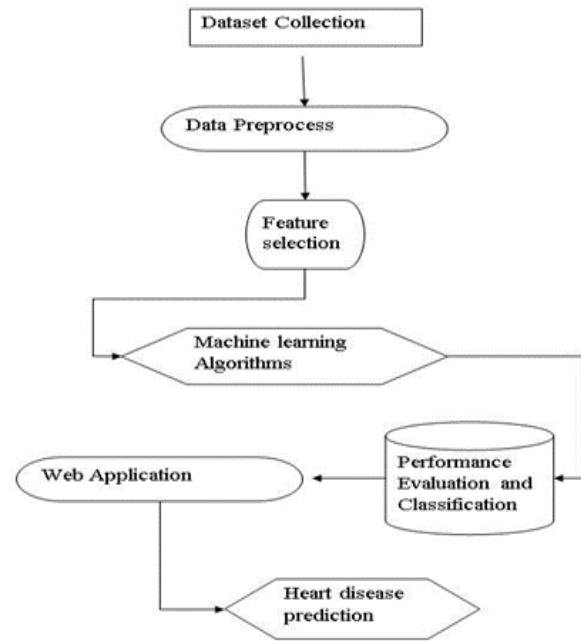 Dataset Collection
Data Preprocess
Feature
selection
Machine learning
Algorithms
Performance
Evaluation and
Classification
Web Application
Heart disease
prediction